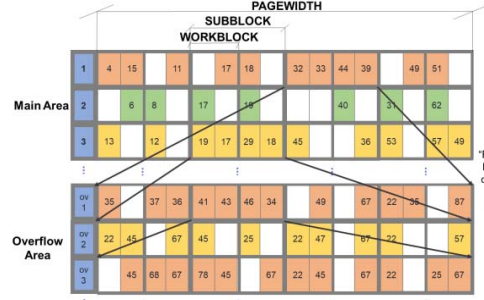 PAGEWIDTH
SUBBLOCK
WORKBLOCK
1 4 15 11 17 18 32 33 44 39 49 51
Main Area 2 6 8 17 19 40 31 62
3 13 12 19 17 29 18 45 36 53 57 49
ov 1 35 37 36 41 43 46 34 49 67 22 35 87
Overflow Area ov 2 22 45 67 45 25 22 47 67 22 57
ov 3 45 68 67 78 45 67 22 45 67 22 25 67